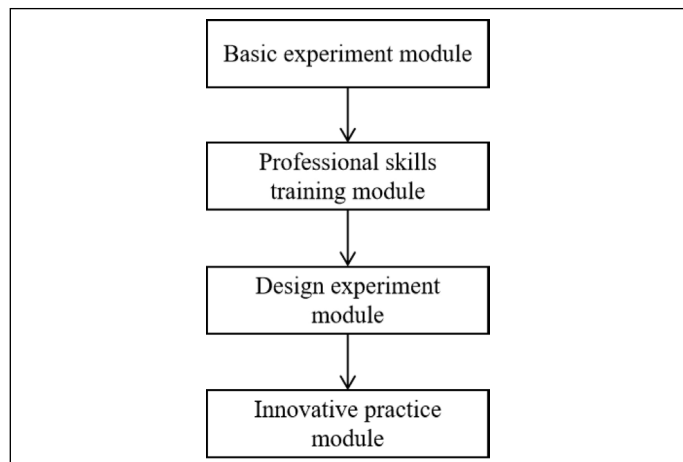 Basic experiment module
Professional skills
training module
Design experiment
module
Innovative practice
module